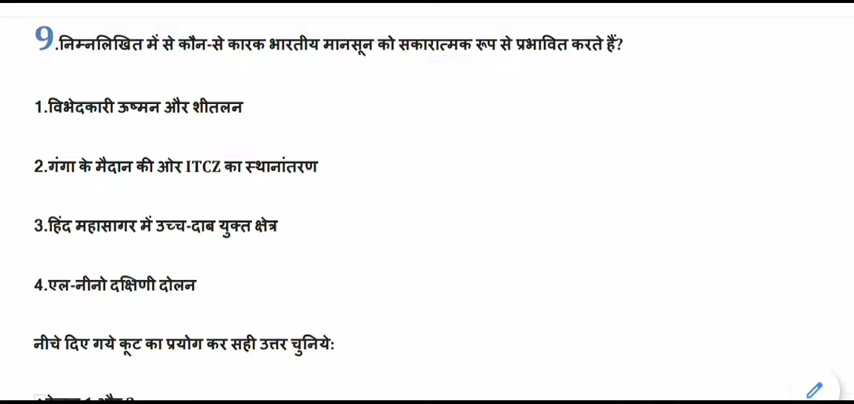 9.निम्नलिखित में से कौन-से कारक भारतीय मानसून को सकारात्मक रूप से प्रभावित करते हैं?
1.विभेदकारी ऊष्मन और शीतलन
2.गंगा के मैदान की ओर ITCZ का स्थानांतरण
3.हिंद महासागर में उच्च-दाब युक्त क्षेत्र
4.एल-नीनो दक्षिणी दोलन
नीचे दिए गये कूट का प्रयोग कर सही उत्तर चुनिये: